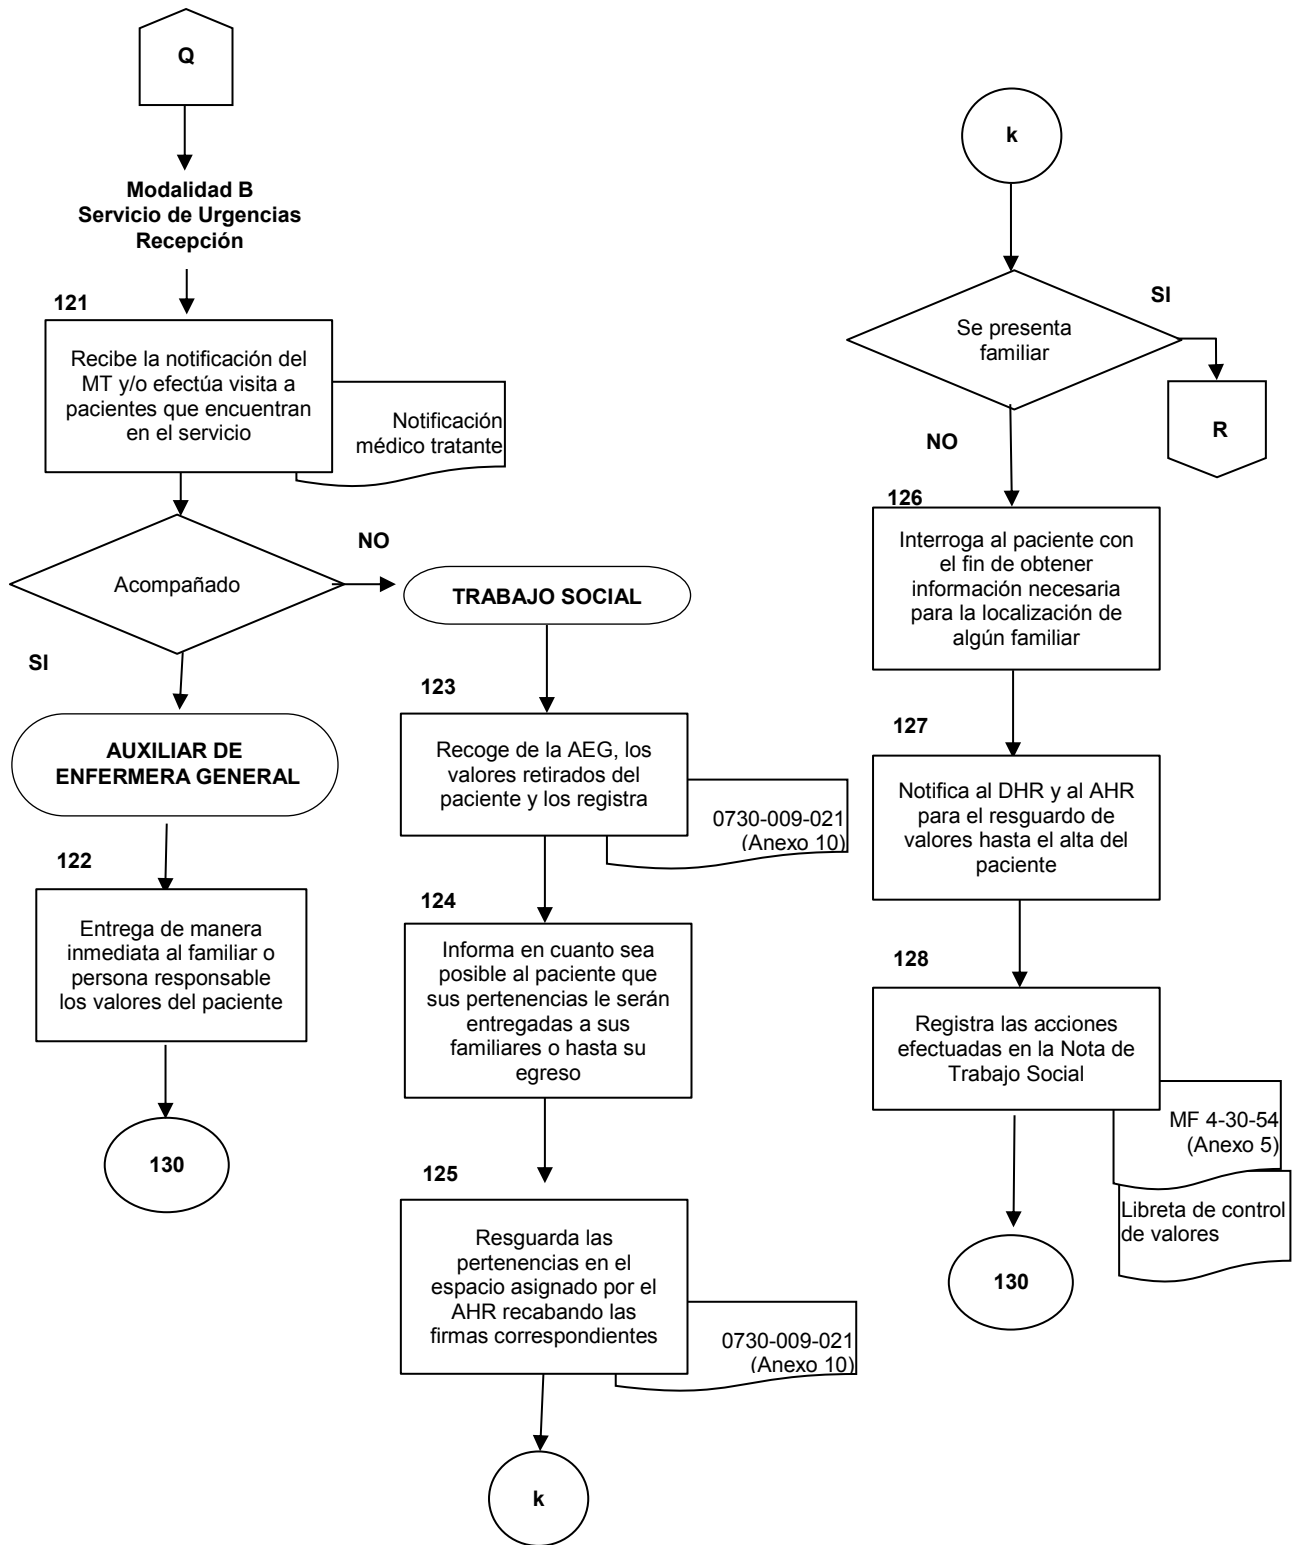 Q
Modalidad B
Servicio de Urgencias
Recepción
121
Recibe la notificación del
MT y/o efectúa visita a
pacientes que encuentran
en el servicio
Notificación
médico tratante
Acompañado
NO
SI
AUXILIAR DE
ENFERMERA GENERAL
122
Entrega de manera
inmediata al familiar o
persona responsable
los valores del paciente
130
TRABAJO SOCIAL
123
Recoge de la AEG, los
valores retirados del
paciente y los registra
0730-009-021
(Anexo 10)
124
Informa en cuanto sea
posible al paciente que
sus pertenencias le serán
entregadas a sus
familiares o hasta su
egreso
125
Resguarda las
pertenencias en el
espacio asignado por el
AHR recabando las
firmas correspondientes
0730-009-021
(Anexo 10)
k
k
Se presenta
familiar
SI
R
NO
126
Interroga al paciente con
el fin de obtener
información necesaria
para la localización de
algún familiar
127
Notifica al DHR y al AHR
para el resguardo de
valores hasta el alta del
paciente
128
Registra las acciones
efectuadas en la Nota de
Trabajo Social
MF 4-30-54
(Anexo 5)
Libreta de control
de valores
130